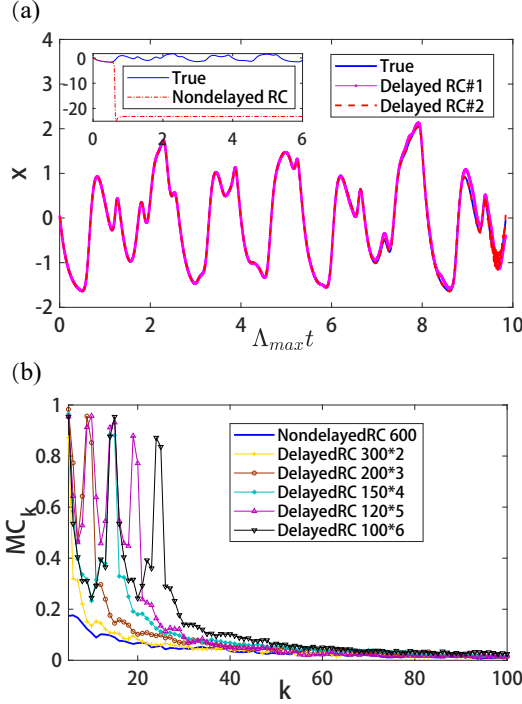 (a)
4
3
2
1
0
-1
-2
x
0
-10
-20
0
2
4
6
True
Nondelayed RC
True
Delayed RC#1
Delayed RC#2
0
2
4
6
8
10
Λmax t
(b)
1
0.8
0.6
0.4
0.2
0
MC_k
NondelayedRC 600
DelayedRC 300*2
DelayedRC 200*3
DelayedRC 150*4
DelayedRC 120*5
DelayedRC 100*6
20
40
60
80
100
k